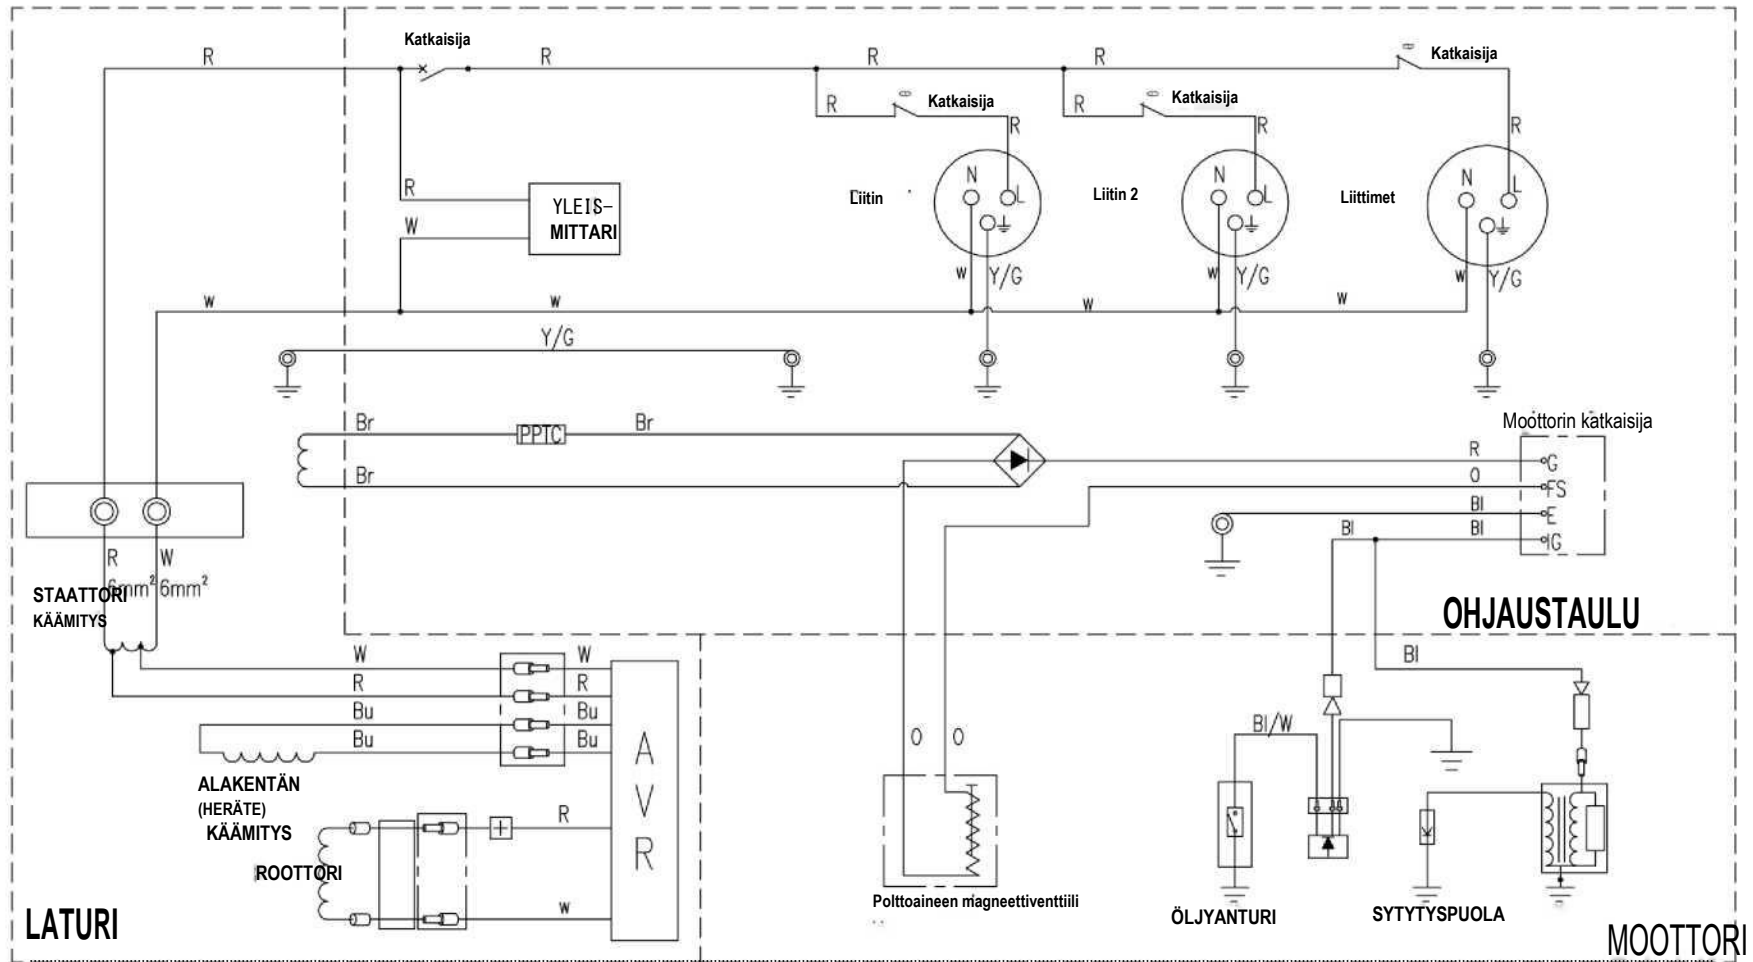 Katkaisija
R
R
R
R
Katkaisija
R
Katkaisija
R
Katkaisija
R
R
R
R
YLEIS-
MITTARI
W
Liitin
N
L
Liitin 2
N
L
Liittimet
N
L
W
Y/G
W
Y/G
W
Y/G
W
W
W
W
Y/G
Br
PPTC
Br
Br
Moottorin katkaisija
R
G
O
FS
Bl
E
Bl
Bl
IG
R
W
6mm² 6mm²
STAATTORI
KÄÄMITYS
OHJAUSTAULU
W
W
R
R
Bu
Bu
Bu
Bu
A
V
R
ALAKENTÄN
(HERÄTE)
KÄÄMITYS
R
ROOTTORI
W
LATURI
O O
Polttoaineen magneettiventtiili
Bl
Bl/W
ÖLJYANTURI
SYTYTYSPUOLA
MOOTTORI